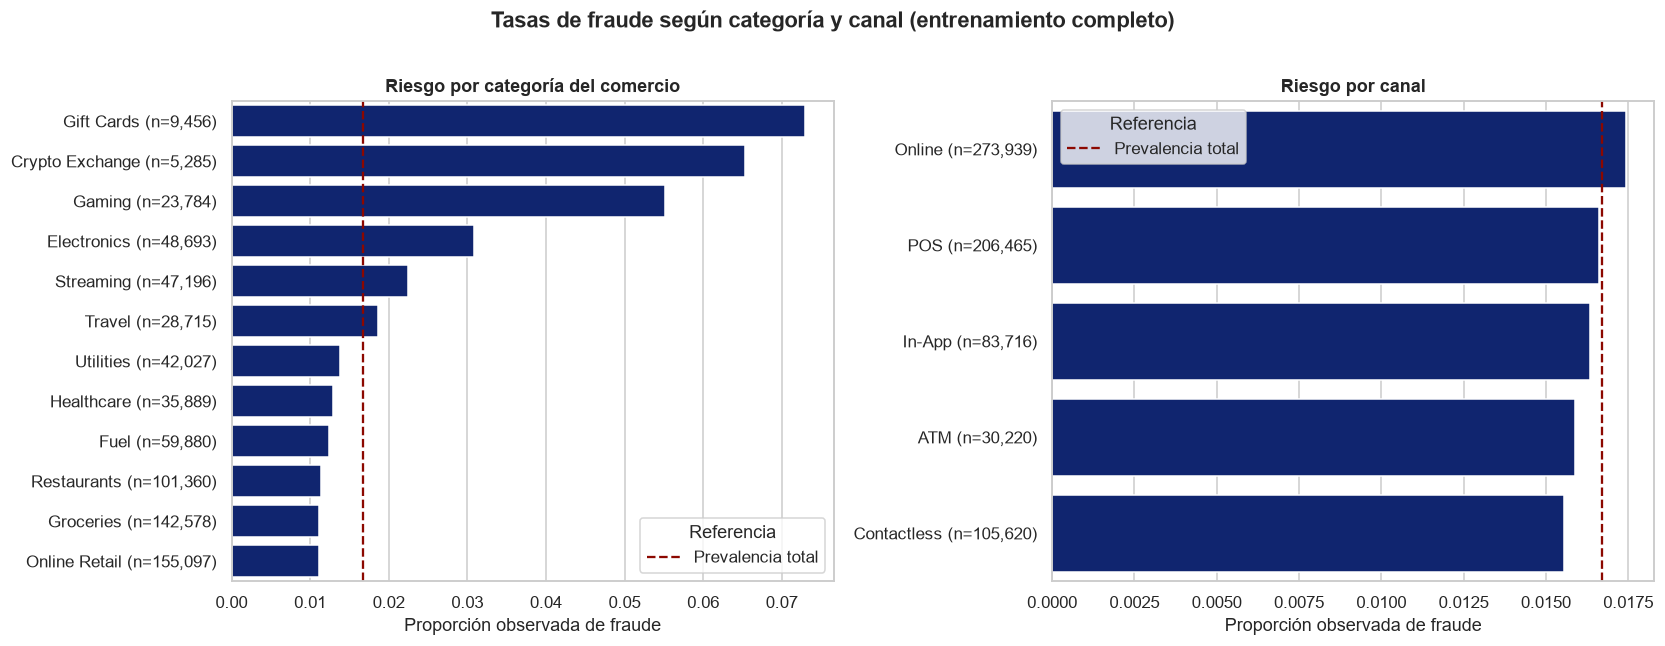 Tasas de fraude según categoría y canal (entrenamiento completo)
Riesgo por categoría del comercio
Gift Cards (n=9,456)
Crypto Exchange (n=5,285)
Gaming (n=23,784)
Electronics (n=48,693)
Streaming (n=47,196)
Travel (n=28,715)
Utilities (n=42,027)
Healthcare (n=35,889)
Fuel (n=59,880)
Restaurants (n=101,360)
Groceries (n=142,578)
Online Retail (n=155,097)
Referencia
Prevalencia total
0.00 0.01 0.02 0.03 0.04 0.05 0.06 0.07
Proporción observada de fraude
Riesgo por canal
Referencia
Prevalencia total
Online (n=273,939)
POS (n=206,465)
In-App (n=83,716)
ATM (n=30,220)
Contactless (n=105,620)
0.0000 0.0025 0.0050 0.0075 0.0100 0.0125 0.0150 0.0175
Proporción observada de fraude